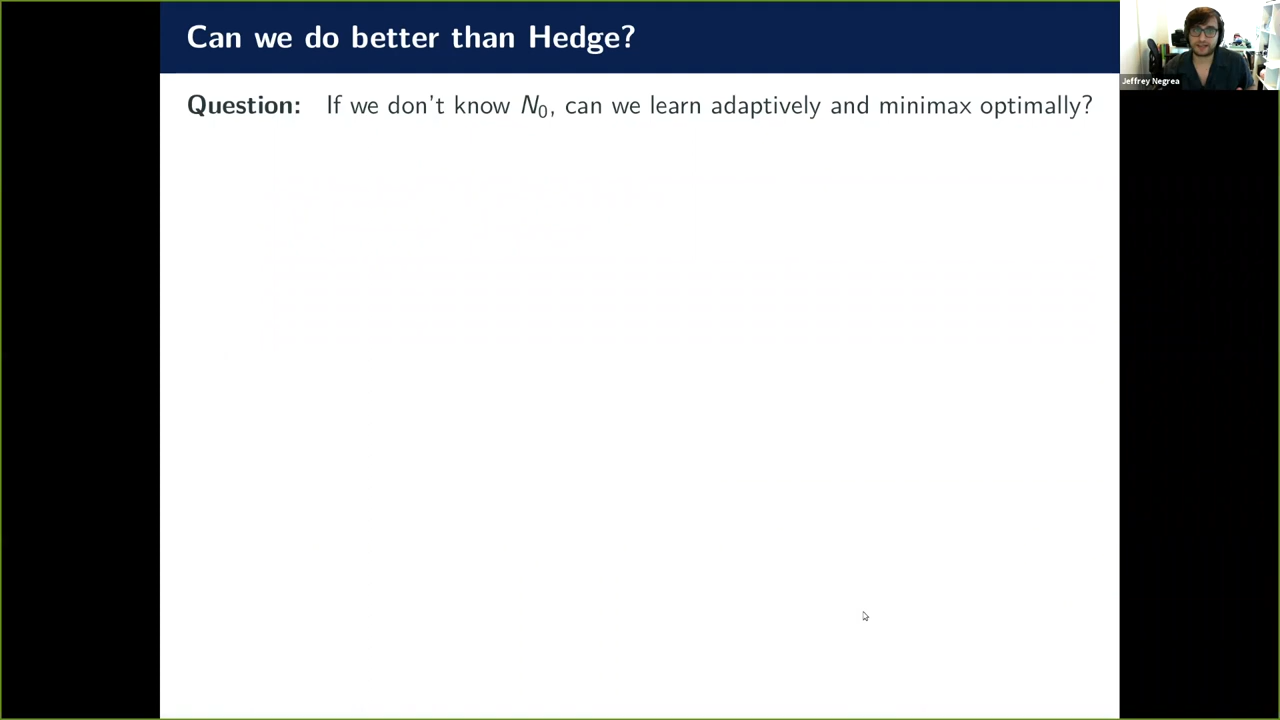 Can we do better than Hedge?
Jeffrey Negrea
Question: If we don't know N₀, can we learn adaptively and minimax optimally?